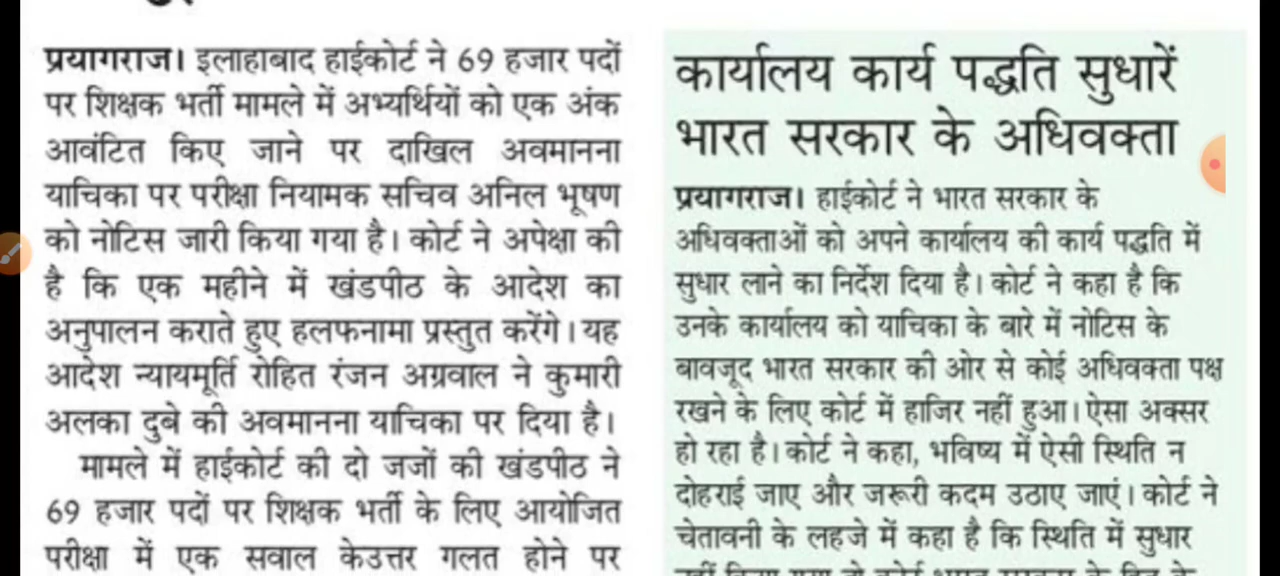 प्रयागराज। इलाहाबाद हाईकोर्ट ने 69 हजार पदों
पर शिक्षक भर्ती मामले में अभ्यर्थियों को एक अंक
आवंटित किए जाने पर दाखिल अवमानना
याचिका पर परीक्षा नियामक सचिव अनिल भूषण
को नोटिस जारी किया गया है। कोर्ट ने अपेक्षा की
है कि एक महीने में खंडपीठ के आदेश का
अनुपालन कराते हुए हलफनामा प्रस्तुत करेंगे। यह
आदेश न्यायमूर्ति रोहित रंजन अग्रवाल ने कुमारी
अलका दुबे की अवमानना याचिका पर दिया है।
मामले में हाईकोर्ट की दो जजों की खंडपीठ ने
69 हजार पदों पर शिक्षक भर्ती के लिए आयोजित
परीक्षा में एक सवाल केउत्तर गलत होने पर
कार्यालय कार्य पद्धति सुधारें
भारत सरकार के अधिवक्ता
प्रयागराज। हाईकोर्ट ने भारत सरकार के
अधिवक्ताओं को अपने कार्यालय की कार्य पद्धति में
सुधार लाने का निर्देश दिया है। कोर्ट ने कहा है कि
उनके कार्यालय को याचिका के बारे में नोटिस के
बावजूद भारत सरकार की ओर से कोई अधिवक्ता पक्ष
रखने के लिए कोर्ट में हाजिर नहीं हुआ। ऐसा अक्सर
हो रहा है। कोर्ट ने कहा, भविष्य में ऐसी स्थिति न
दोहराई जाए और जरूरी कदम उठाए जाएं। कोर्ट ने
चेतावनी के लहजे में कहा है कि स्थिति में सुधार